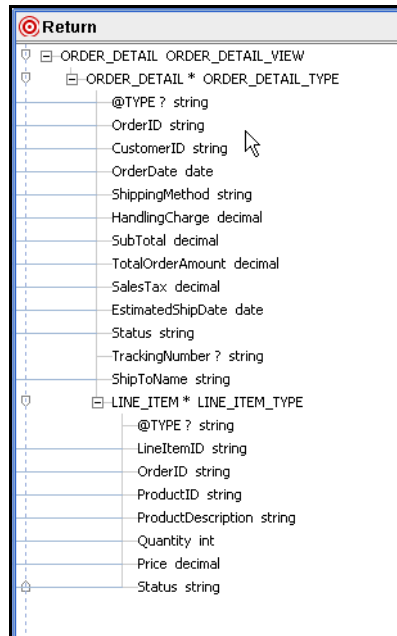 Return
ORDER_DETAIL ORDER_DETAIL_VIEW
ORDER_DETAIL * ORDER_DETAIL_TYPE
@TYPE ? string
OrderID string
CustomerID string
OrderDate date
ShippingMethod string
HandlingCharge decimal
SubTotal decimal
TotalOrderAmount decimal
SalesTax decimal
EstimatedShipDate date
Status string
TrackingNumber ? string
ShipToName string
LINE_ITEM * LINE_ITEM_TYPE
@TYPE ? string
LineItemID string
OrderID string
ProductID string
ProductDescription string
Quantity int
Price decimal
Status string